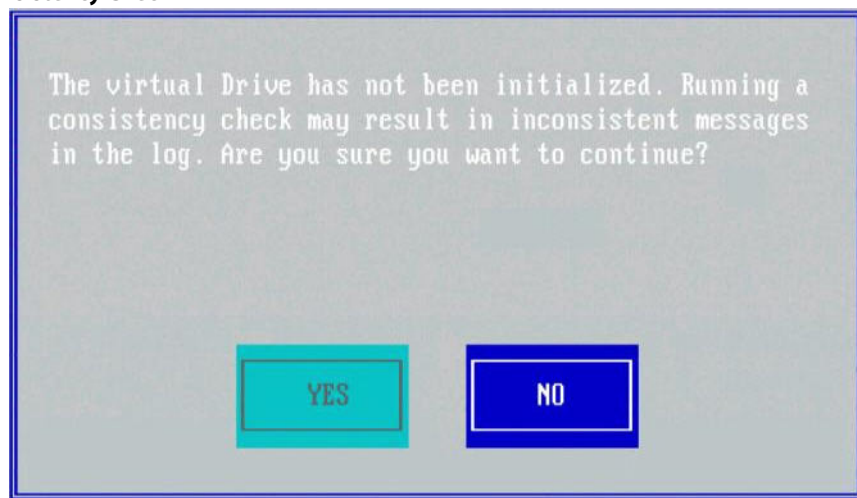 The virtual Drive has not been initialized. Running a
consistency check may result in inconsistent messages
in the log. Are you sure you want to continue?
YES
NO